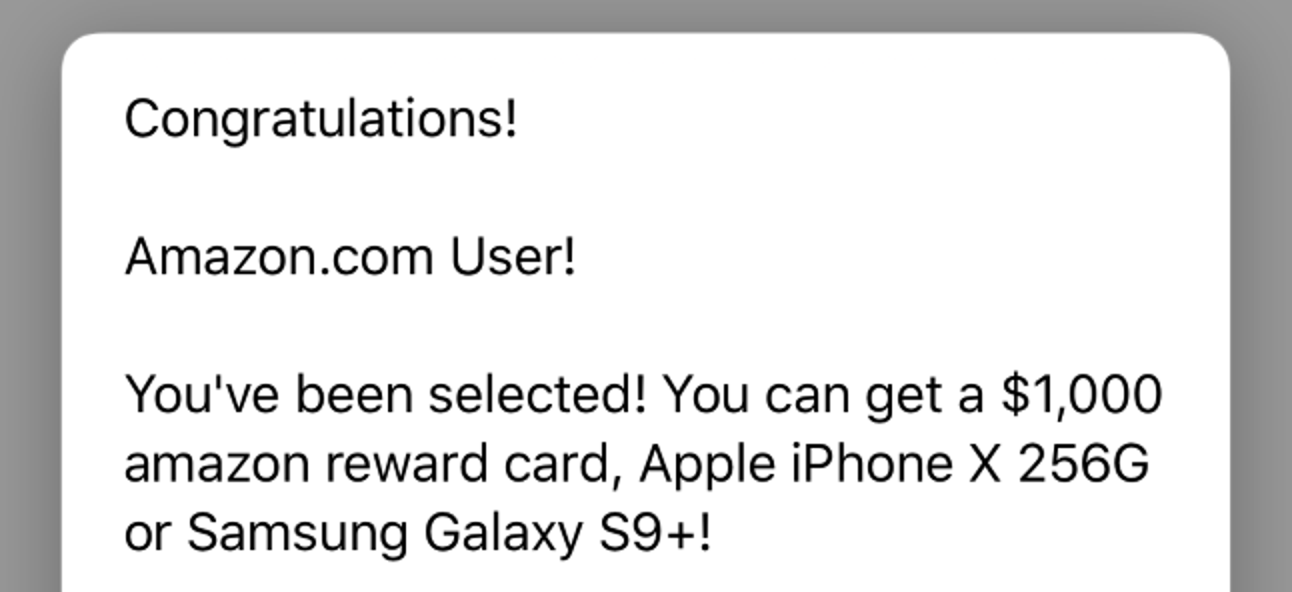 Congratulations!
Amazon.com User!
You've been selected! You can get a $1,000
amazon reward card, Apple iPhone X 256G
or Samsung Galaxy S9+!